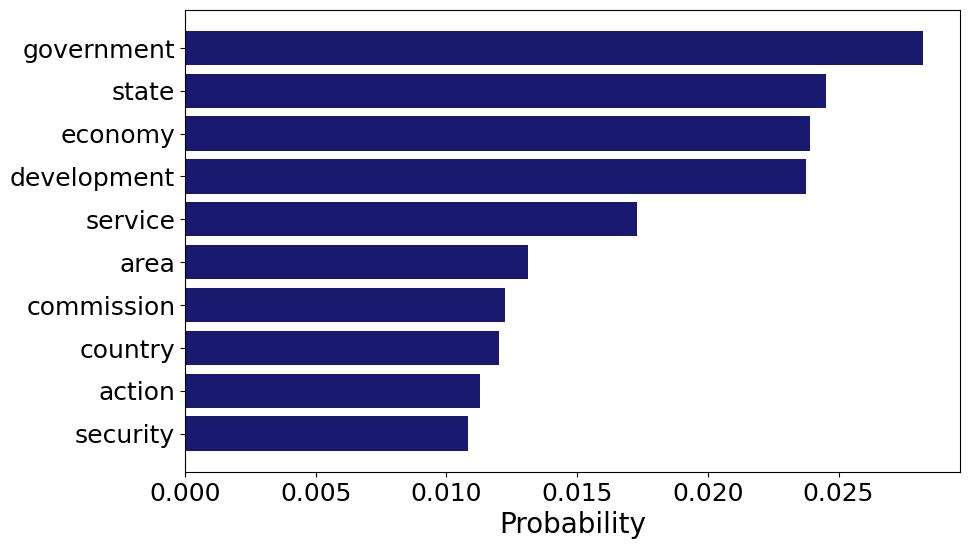 government
state
economy
development
service
area
commission
country
action
security
0.000 0.005 0.010 0.015 0.020 0.025
Probability